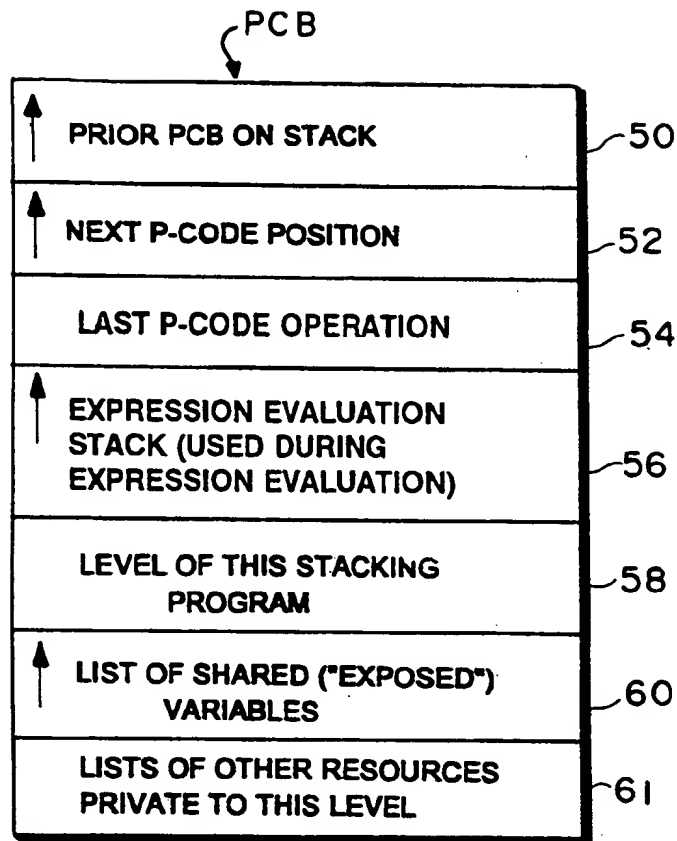 PCB
PRIOR PCB ON STACK
50
NEXT P-CODE POSITION
52
LAST P-CODE OPERATION
54
EXPRESSION EVALUATION
STACK (USED DURING
EXPRESSION EVALUATION)
56
LEVEL OF THIS STACKING
PROGRAM
58
LIST OF SHARED ("EXPOSED")
VARIABLES
60
LISTS OF OTHER RESOURCES
PRIVATE TO THIS LEVEL
61